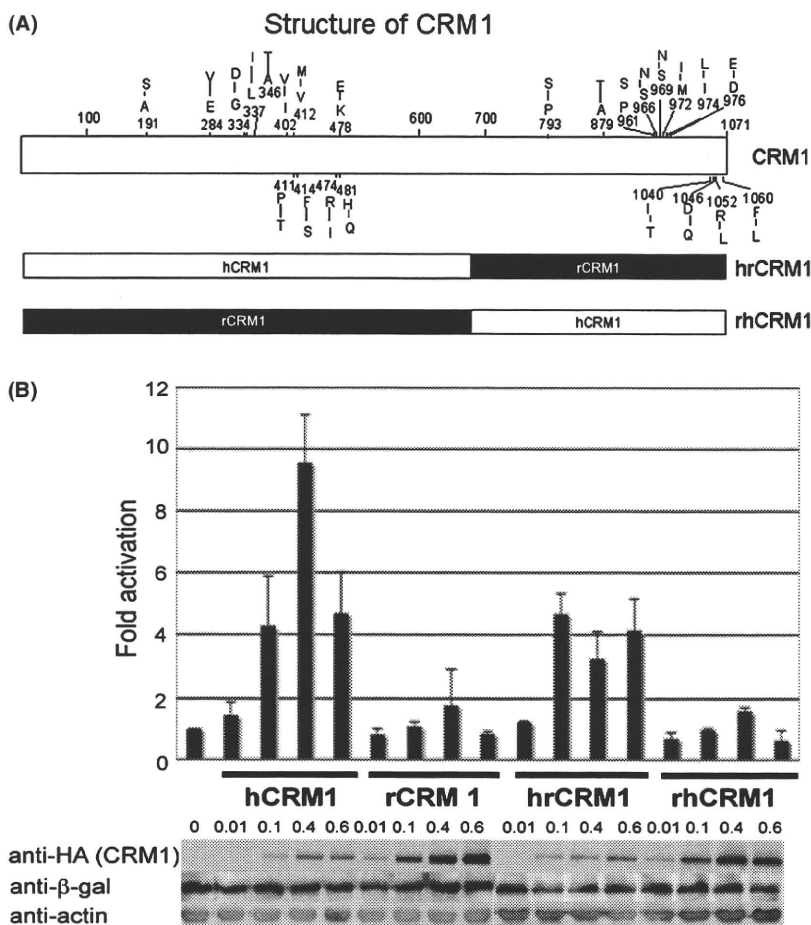 (A) Structure of CRM1
S A 191
V E 284
D G 334
I L 337
T A 346
V I 402
M V 412
E K 478
S P 793
T A 879
S P 961
N S 966
N S 969
I M 972
L I 974
E D 976
100 600 700 1071
CRM1
411 P T
414 F S
474 R I
481 H Q
1040 I T
1046 D Q
1052 R L
1060 F L
hCRM1 rCRM1 hrCRM1
rCRM1 hCRM1 rhCRM1
(B)
Fold activation
12
10
8
6
4
2
0
hCRM1 rCRM 1 hrCRM1 rhCRM1
0 0.01 0.1 0.4 0.6 0.01 0.1 0.4 0.6 0.01 0.1 0.4 0.6 0.01 0.1 0.4 0.6
anti-HA (CRM1)
anti-β-gal
anti-actin